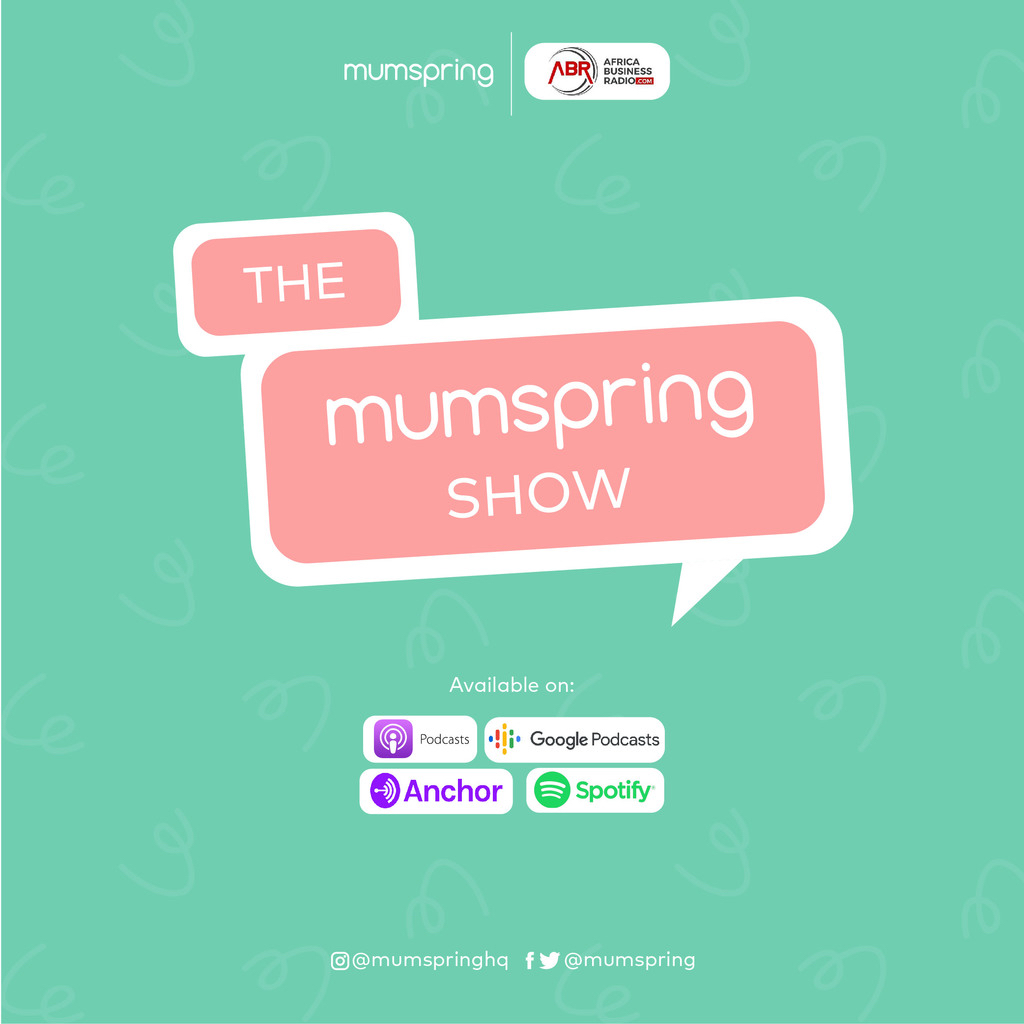 mumspring
ABR
AFRICA
BUSINESS
RADIO.COM
THE
mumspring
SHOW
Available on:
Podcasts
Google Podcasts
Anchor
Spotify
@mumspringhq
@mumspring